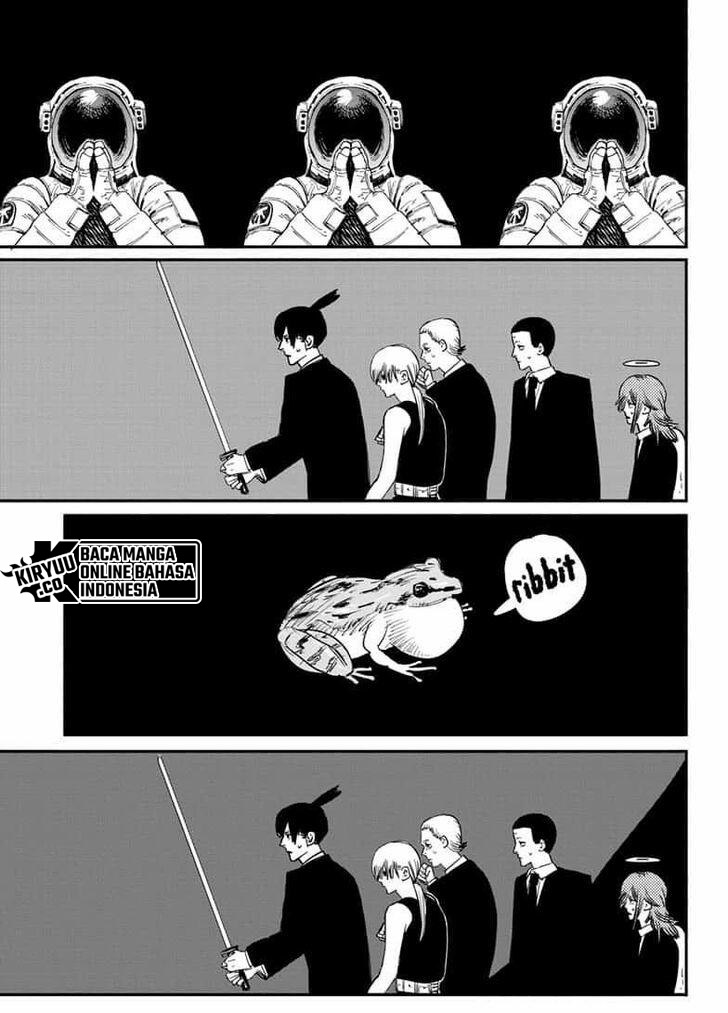 KIRYUU
.CO
BACA MANGA
ONLINE BAHASA
INDONESIA
ribbit